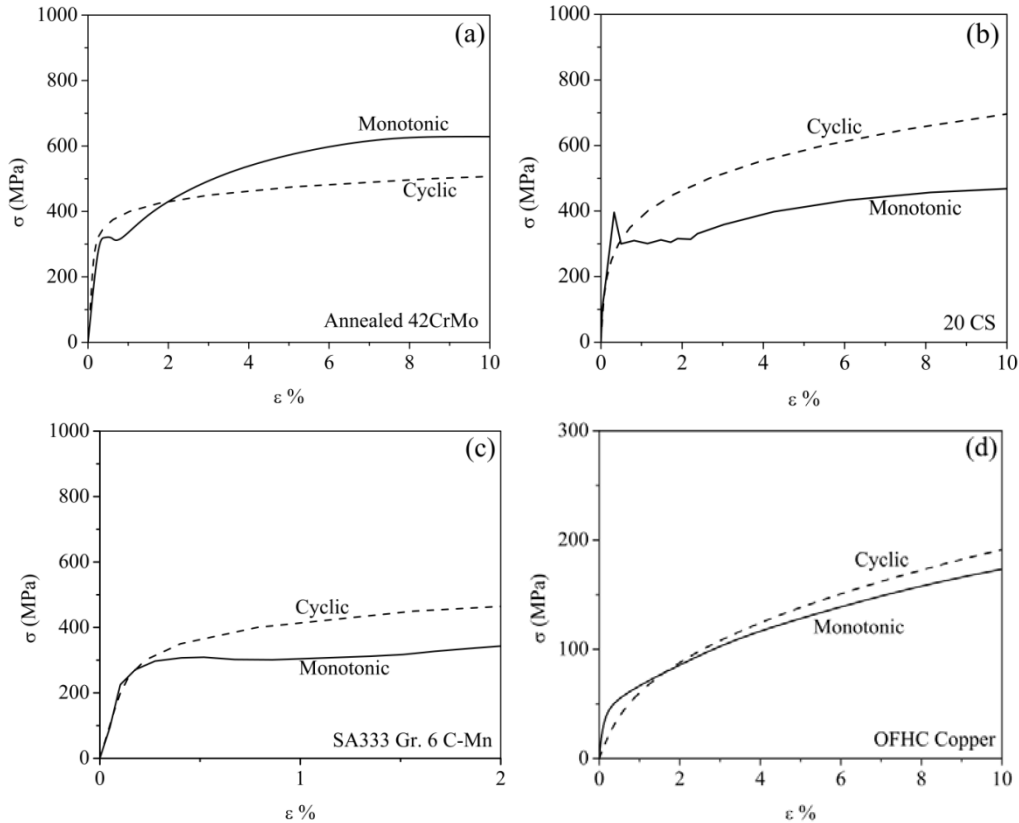 (a)
1000
800
600
400
200
0
σ (MPa)
Monotonic
Cyclic
Annealed 42CrMo
0 2 4 6 8 10
ε %
(b)
1000
800
600
400
200
0
σ (MPa)
Cyclic
Monotonic
20 CS
0 2 4 6 8 10
ε %
(c)
1000
800
600
400
200
0
σ (MPa)
Cyclic
Monotonic
SA333 Gr. 6 C-Mn
0 1 2
ε %
(d)
300
200
100
0
σ (MPa)
Cyclic
Monotonic
OFHC Copper
0 2 4 6 8 10
ε %